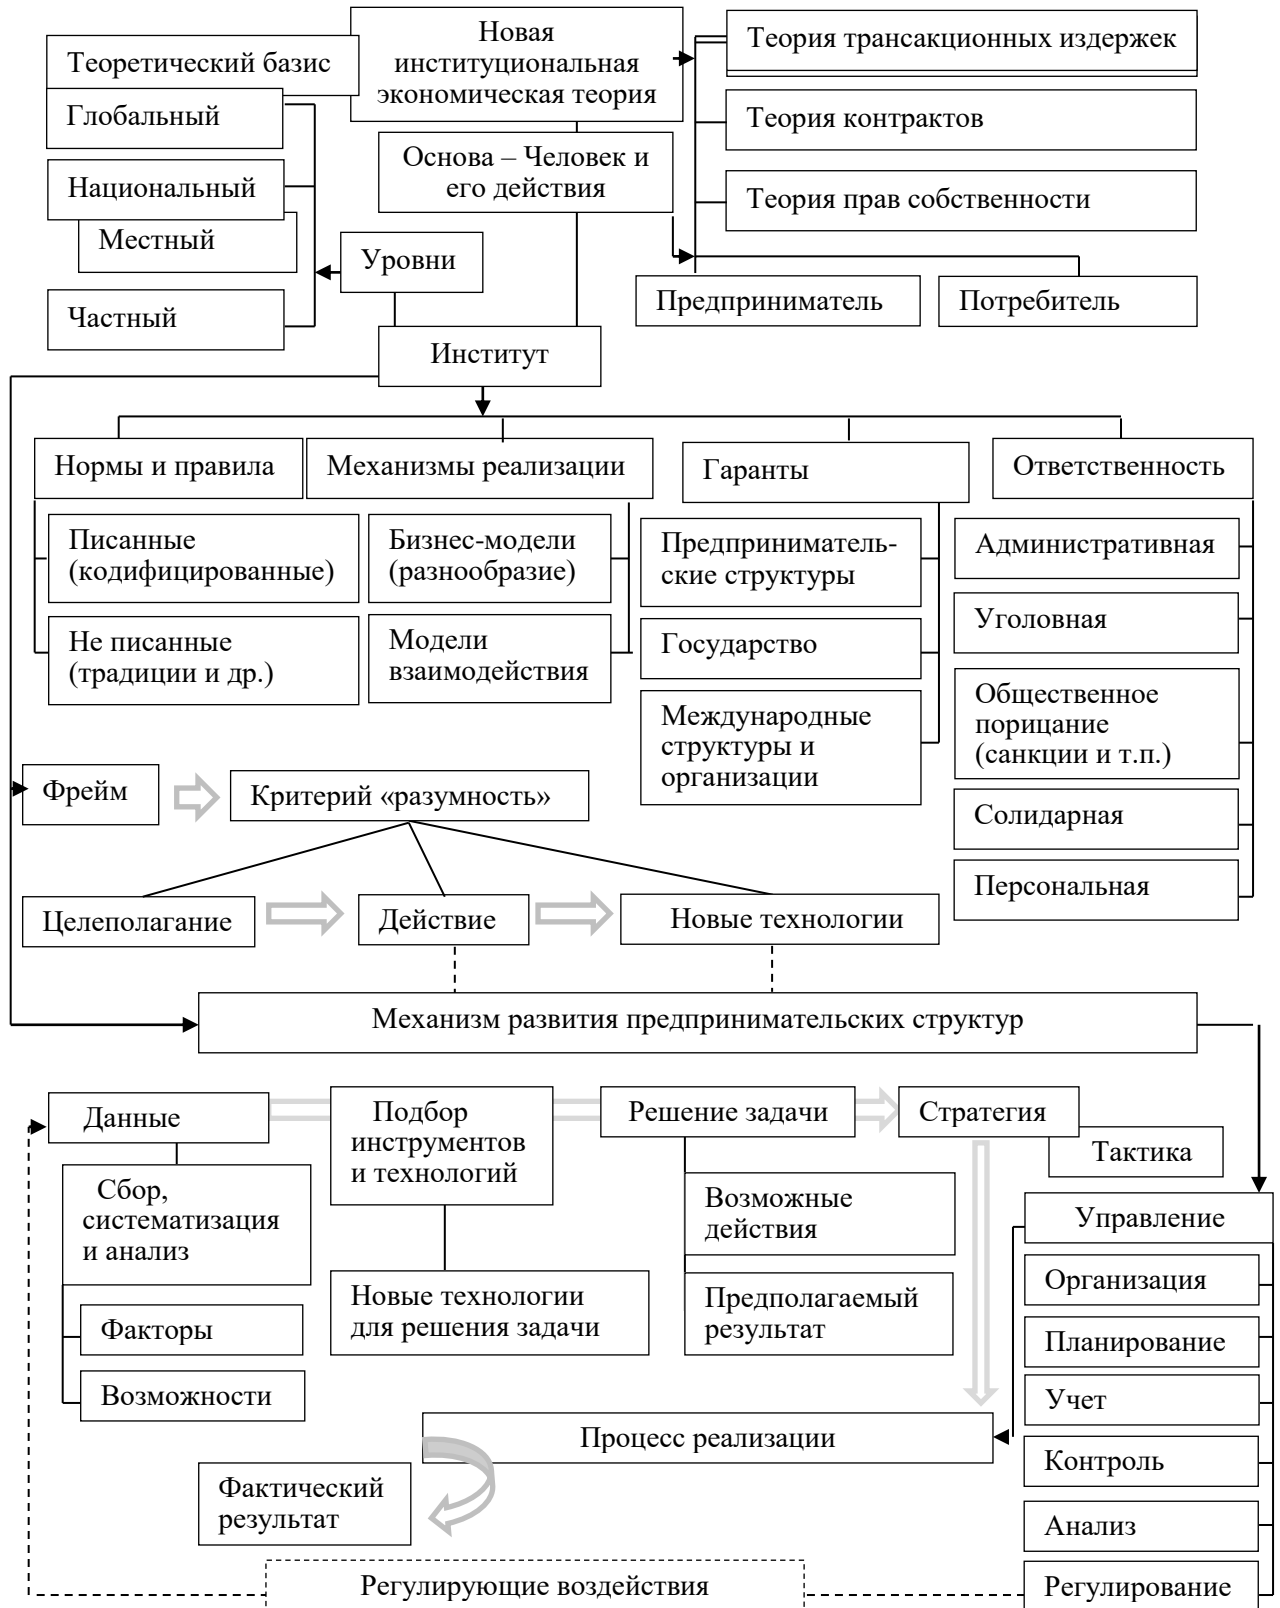 Новая
институциональная
экономическая теория
Теория трансакционных издержек
Теоретический базис
Глобальный
Теория контрактов
Основа – Человек и
его действия
Национальный
Теория прав собственности
Местный
Уровни
Предприниматель
Потребитель
Частный
Институт
Нормы и правила
Механизмы реализации
Гаранты
Ответственность
Писанные
(кодифицированные)
Не писанные
(традиции и др.)
Бизнес-модели
(разнообразие)
Модели
взаимодействия
Предприниматель-
ские структуры
Государство
Международные
структуры и
организации
Административная
Уголовная
Общественное
порицание
(санкции и т.п.)
Солидарная
Персональная
Фрейм
Критерий «разумность»
Целеполагание
Действие
Новые технологии
Механизм развития предпринимательских структур
Данные
Подбор
инструментов
и технологий
Решение задачи
Стратегия
Тактика
Сбор,
систематизация
и анализ
Факторы
Возможности
Новые технологии
для решения задачи
Возможные
действия
Предполагаемый
результат
Управление
Организация
Планирование
Учет
Контроль
Анализ
Регулирование
Процесс реализации
Фактический
результат
Регулирующие воздействия